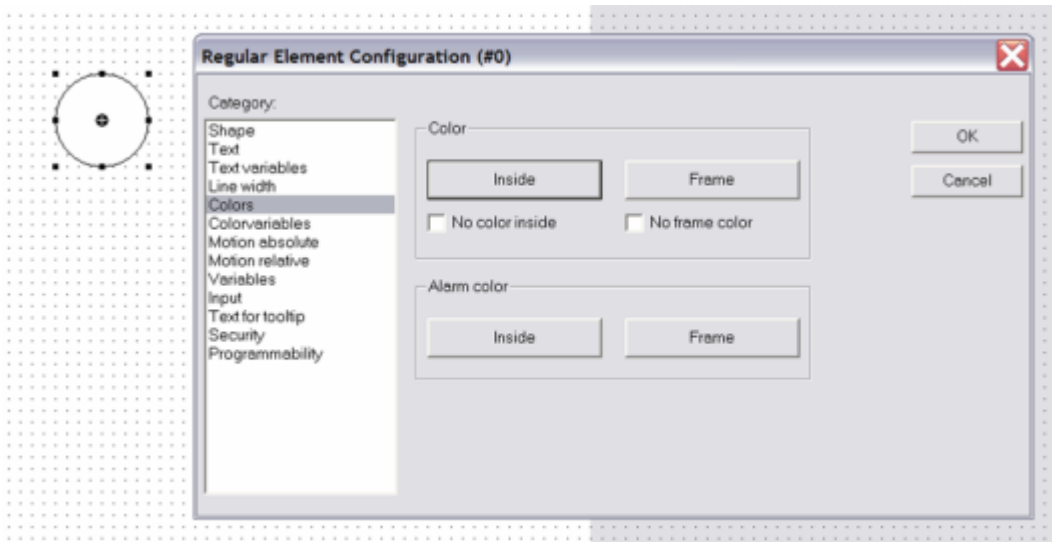 Regular Element Configuration (#0)
Category:
Shape
Text
Text variables
Line width
Colors
Colorvariables
Motion absolute
Motion relative
Variables
Input
Text for tooltip
Security
Programmability
Color
Inside
Frame
No color inside
No frame color
Alarm color
Inside
Frame
OK
Cancel